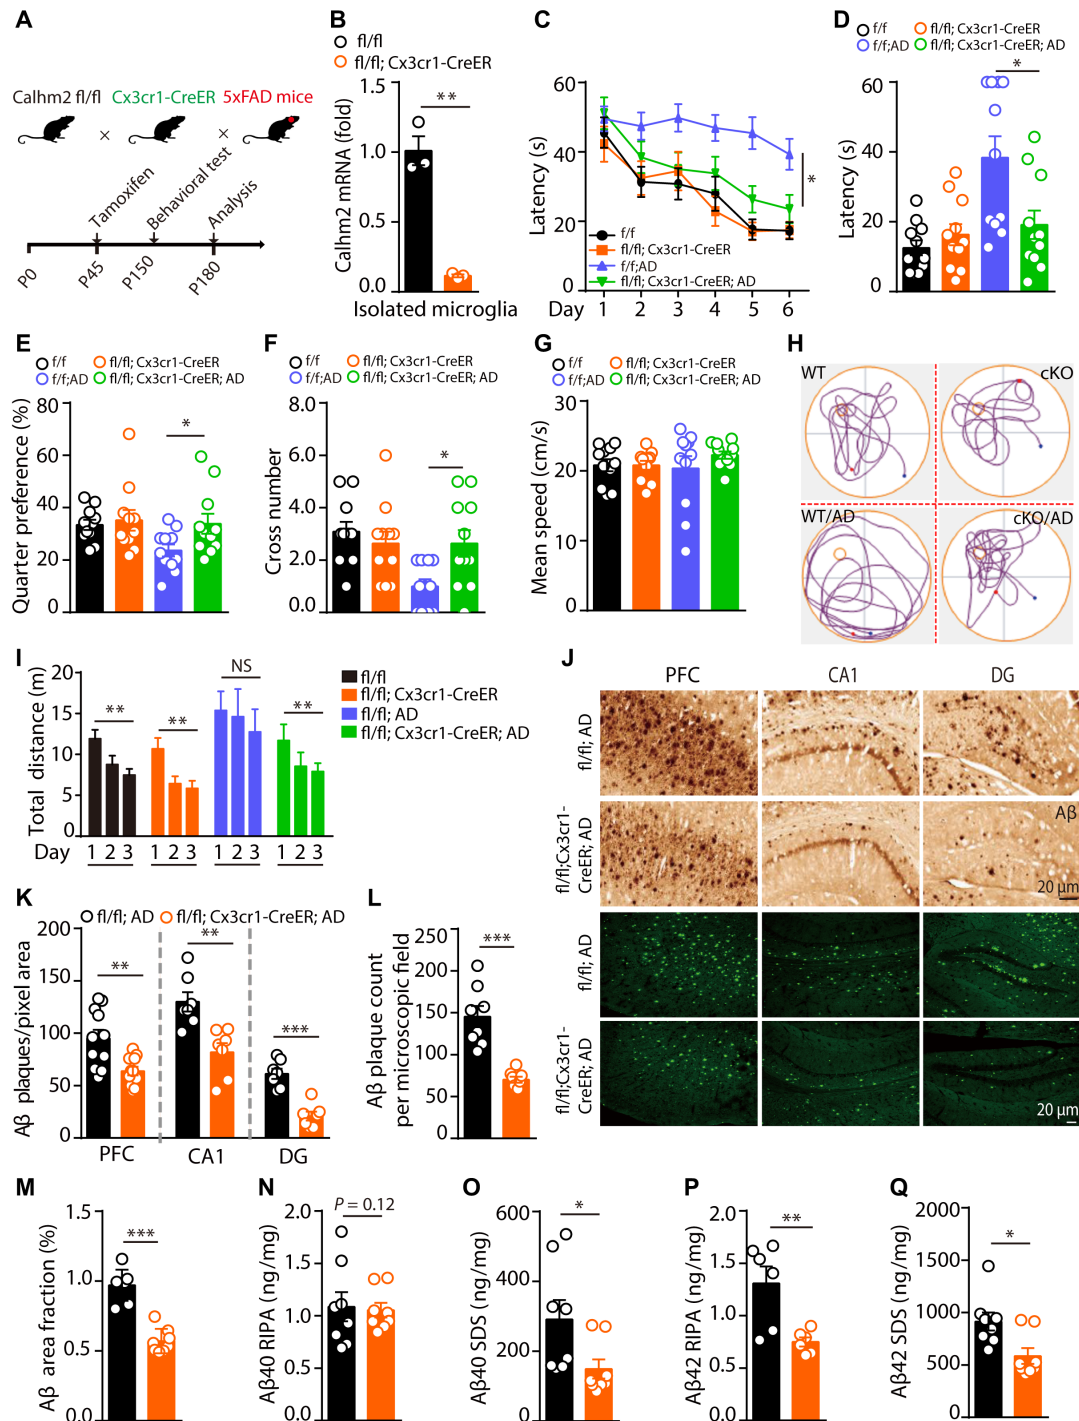 A
Calhm2 fl/fl Cx3cr1-CreER 5xFAD mice
× ×
Tamoxifen
Behavioral test
Analysis
P0 P45 P150 P180
B
fl/fl
fl/fl; Cx3cr1-CreER
Calhm2 mRNA (fold)
1.5
1.0
0.5
0
**
Isolated microglia
C
Latency (s)
60
40
20
0
*
f/f
fl/fl; Cx3cr1-CreER
f/f;AD
fl/fl; Cx3cr1-CreER; AD
Day 1 2 3 4 5 6
D
f/f fl/fl; Cx3cr1-CreER
f/f;AD fl/fl; Cx3cr1-CreER; AD
Latency (s)
60
40
20
0
*
E
f/f fl/fl; Cx3cr1-CreER
f/f;AD fl/fl; Cx3cr1-CreER; AD
Quarter preference (%)
80
60
40
20
0
*
F
f/f fl/fl; Cx3cr1-CreER
f/f;AD fl/fl; Cx3cr1-CreER; AD
Cross number
8.0
6.0
4.0
2.0
0.0
*
G
f/f fl/fl; Cx3cr1-CreER
f/f;AD fl/fl; Cx3cr1-CreER; AD
Mean speed (cm/s)
30
20
10
0
H
WT cKO
WT/AD cKO/AD
I
Total distance (m)
20
15
10
5
0
** ** NS **
Day 1 2 3 1 2 3 1 2 3 1 2 3
fl/fl
fl/fl; Cx3cr1-CreER
fl/fl; AD
fl/fl; Cx3cr1-CreER; AD
J
PFC CA1 DG
fl/fl; AD
fl/fl;Cx3cr1-
CreER; AD
Aβ
20 μm
fl/fl; AD
fl/fl;Cx3cr1-
CreER; AD
20 μm
K
fl/fl; AD fl/fl; Cx3cr1-CreER; AD
Aβ plaques/pixel area
200
150
100
50
0
** ** ***
PFC CA1 DG
L
Aβ plaque count
per microscopic field
250
200
150
100
50
0
***
M
Aβ area fraction (%)
1.5
1.0
0.5
0.0
***
N
Aβ40 RIPA (ng/mg)
2.0
1.5
1.0
0.5
0.0
P = 0.12
O
Aβ40 SDS (ng/mg)
600
400
200
0
*
P
Aβ42 RIPA (ng/mg)
2.0
1.5
1.0
0.5
0.0
**
Q
Aβ42 SDS (ng/mg)
2000
1500
1000
500
0
*